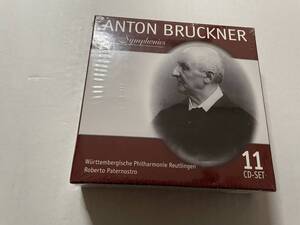 ANTON BRUCKNER
Symphonies
Württembergische Philharmonie Reutlingen
Roberto Paternostro
11
CD-SET